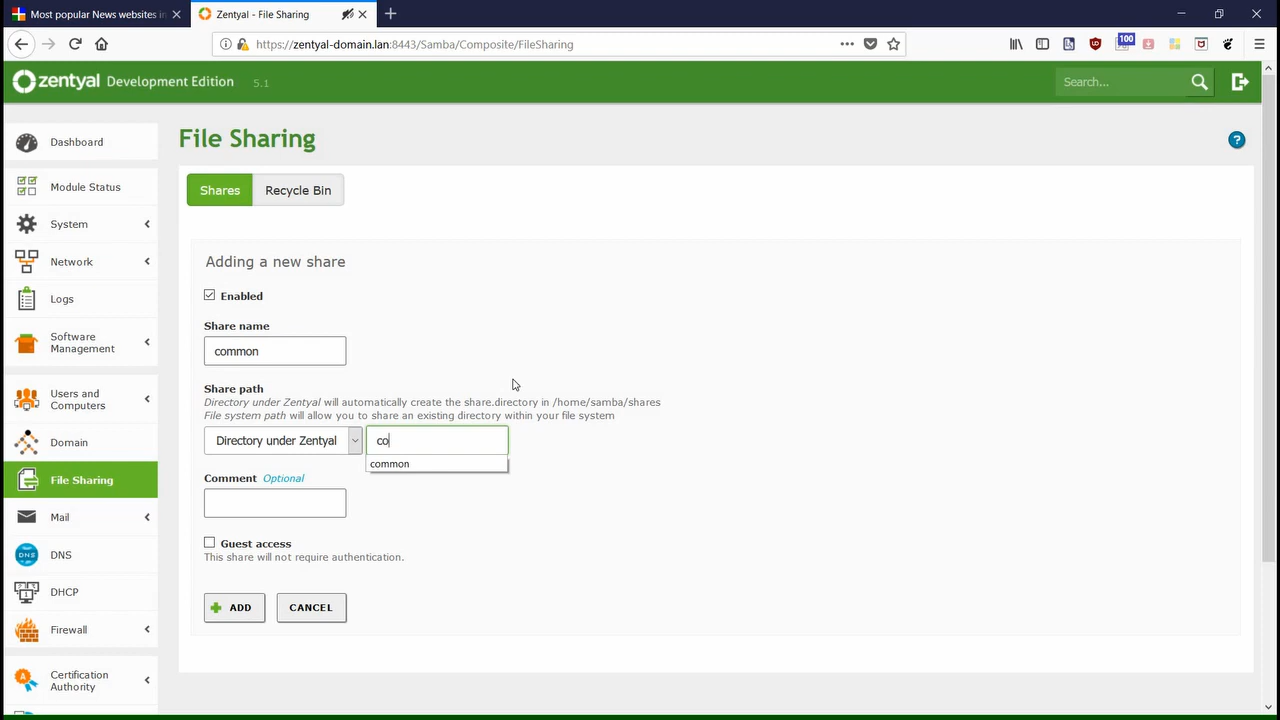 Most popular News websites in
Zentyal - File Sharing
https://zentyal-domain.lan:8443/Samba/Composite/FileSharing
100
zentyal Development Edition 5.1
Search...
Dashboard
Module Status
System
Network
Logs
Software
Management
Users and
Computers
Domain
File Sharing
Mail
DNS
DNS
DHCP
Firewall
Certification
Authority
File Sharing
?
Shares
Recycle Bin
Adding a new share
Enabled
Share name
common
Share path
Directory under Zentyal will automatically create the share.directory in /home/samba/shares
File system path will allow you to share an existing directory within your file system
Directory under Zentyal
co
common
Comment Optional
Guest access
This share will not require authentication.
ADD
CANCEL